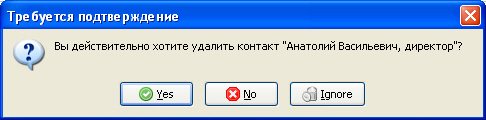 Требуется подтверждение
Вы действительно хотите удалить контакт "Анатолий Васильевич, директор"?
Yes No Ignore